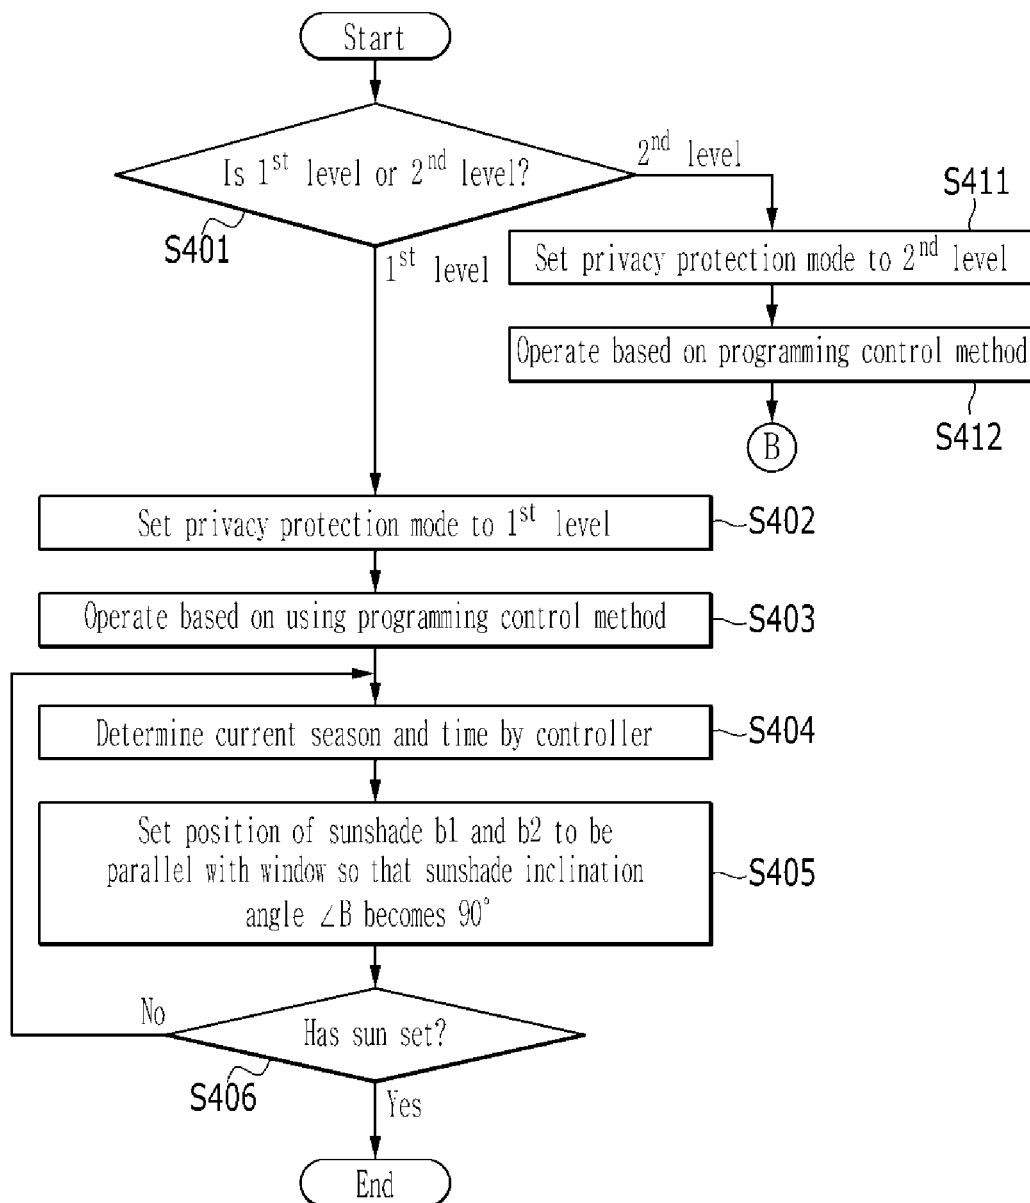 Start
Is 1st level or 2nd level?
2nd level
S401
1st level
S411
Set privacy protection mode to 2nd level
Operate based on programming control method
S412
B
Set privacy protection mode to 1st level
S402
Operate based on using programming control method
S403
Determine current season and time by controller
S404
Set position of sunshade b1 and b2 to be
parallel with window so that sunshade inclination
angle ∠B becomes 90°
S405
No
Has sun set?
S406
Yes
End